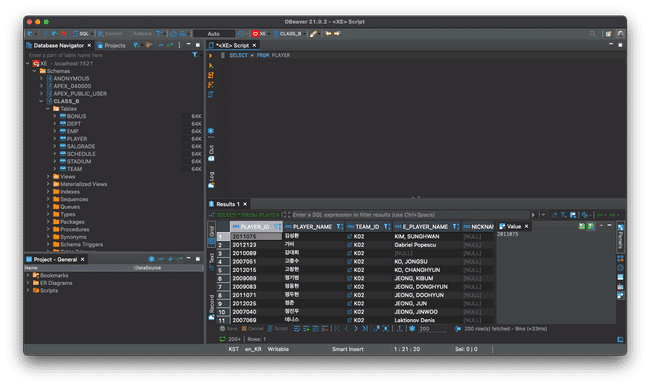 DBeaver 21.0.2 - <XE> Script
SQL Commit Rollback Auto XE CLASS_B
Database Navigator Projects
Enter a part of table name here
XE - localhost:1521
Schemas
ANONYMOUS
APEX_040000
APEX_PUBLIC_USER
CLASS_B
Tables
BONUS 64K
DEPT 64K
EMP 64K
PLAYER 64K
SALGRADE 64K
SCHEDULE 64K
STADIUM 64K
TEAM 64K
Views
Materialized Views
Indexes
Sequences
Queues
Types
Packages
Procedures
Synonyms
Schema Triggers
Project - General
Name DataSource
Bookmarks
ER Diagrams
Scripts
*<XE> Script
SELECT * FROM PLAYER
Out
Log
Results 1
SELECT * FROM PLAYER Enter a SQL expression to filter results (use Ctrl+Space)
Grid
Text
Record
PLAYER_ID PLAYER_NAME TEAM_ID E_PLAYER_NAME NICKNAM
1 2011075 김성환 K02 KIM, SUNGHWAN [NULL]
2 2012123 가비 K02 Gabriel Popescu [NULL]
3 2010089 강대희 K02 [NULL] [NULL]
4 2007051 고종수 K02 KO, JONGSU [NULL]
5 2012015 고창현 K02 KO, CHANGHYUN [NULL]
6 2009089 정기범 K02 JEONG, KIBUM [NULL]
7 2009083 정동현 K02 JEONG, DONGHYUN [NULL]
8 2011071 정두현 K02 JEONG, DOOHYUN [NULL]
9 2012025 정준 K02 JEONG, JUN [NULL]
10 2007040 정진우 K02 JEONG, JINWOO [NULL]
11 2007069 데니스 K02 Laktionov Denis [NULL]
Value
2011075
Panels
Save Cancel Script 200 200 row(s) fetched - 9ms (+33ms)
200+ Rows: 1
KST en_KR Writable Smart Insert 1 : 21 : 20 Sel: 0 | 0